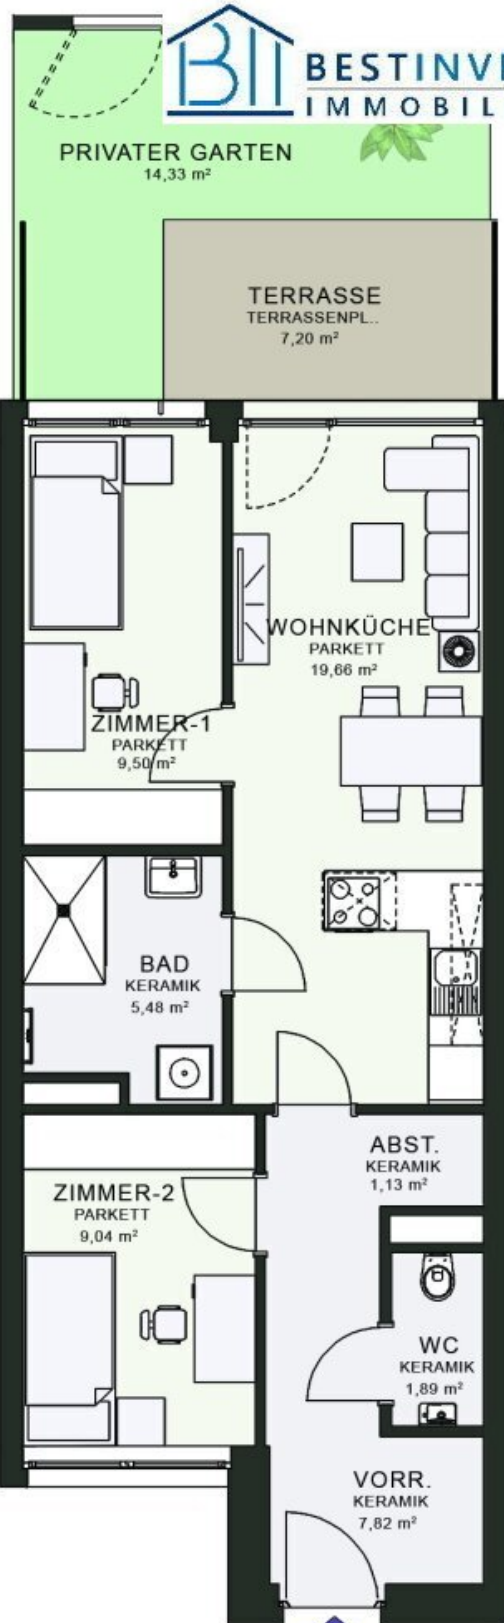 BESTINVE
IMMOBIL
PRIVATER GARTEN
14,33 m²
TERRASSE
TERRASSENPL..
7,20 m²
WOHNKÜCHE
PARKETT
19,66 m²
ZIMMER-1
PARKETT
9,50 m²
BAD
KERAMIK
5,48 m²
ABST.
KERAMIK
1,13 m²
ZIMMER-2
PARKETT
9,04 m²
WC
KERAMIK
1,89 m²
VORR.
KERAMIK
7,82 m²